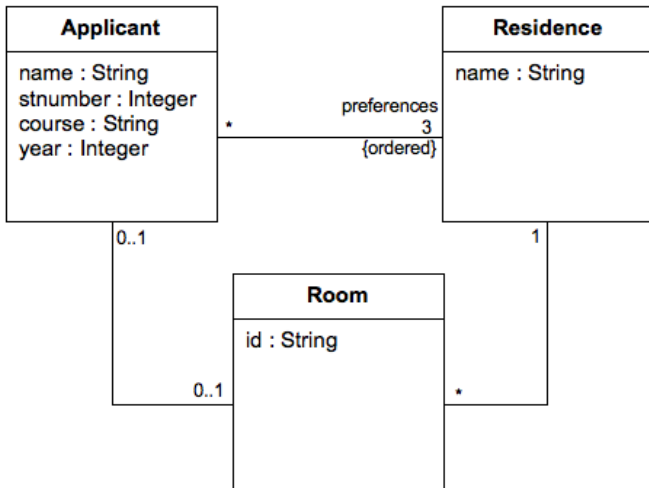 Applicant
name : String
stnumber : Integer
course : String
year : Integer
Residence
name : String
preferences
* 3
{ordered}
0..1
1
Room
id : String
0..1
*